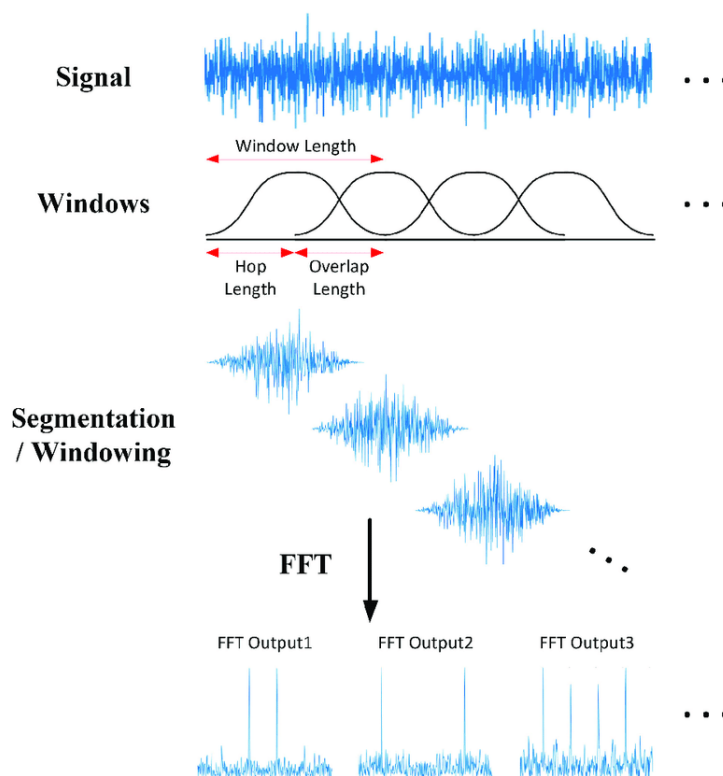 Signal
Window Length
Windows
Hop
Length
Overlap
Length
Segmentation
/ Windowing
FFT
FFT Output1
FFT Output2
FFT Output3